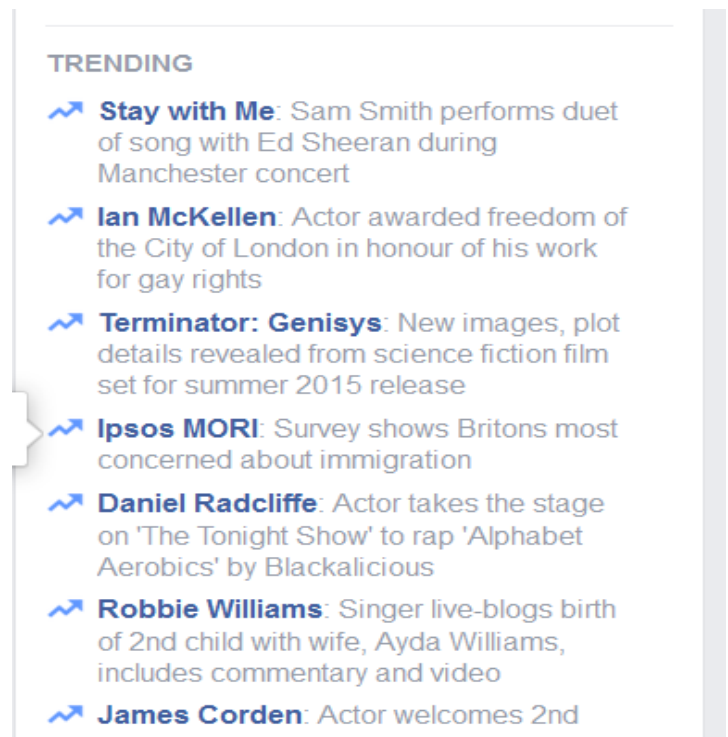 TRENDING
Stay with Me: Sam Smith performs duet
of song with Ed Sheeran during
Manchester concert
Ian McKellen: Actor awarded freedom of
the City of London in honour of his work
for gay rights
Terminator: Genisys: New images, plot
details revealed from science fiction film
set for summer 2015 release
Ipsos MORI: Survey shows Britons most
concerned about immigration
Daniel Radcliffe: Actor takes the stage
on 'The Tonight Show' to rap 'Alphabet
Aerobics' by Blackalicious
Robbie Williams: Singer live-blogs birth
of 2nd child with wife, Ayda Williams,
includes commentary and video
James Corden: Actor welcomes 2nd